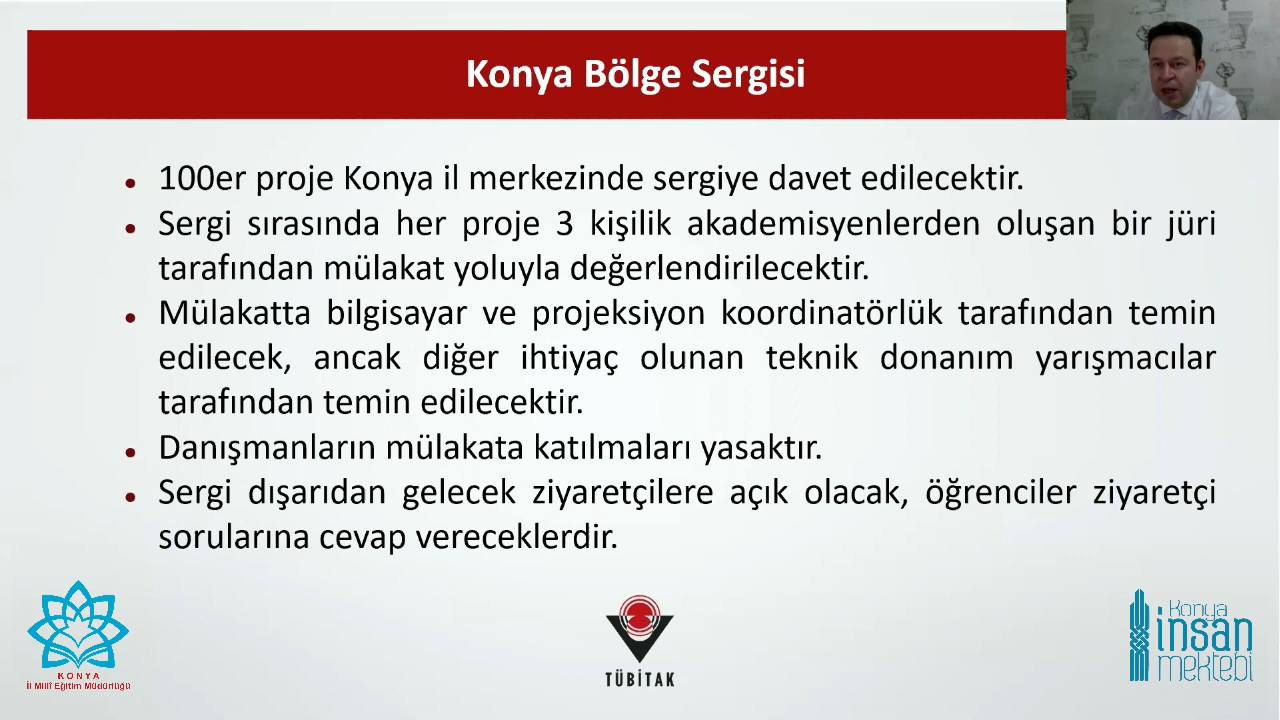 Konya Bölge Sergisi
100er proje Konya il merkezinde sergiye davet edilecektir.
Sergi sırasında her proje 3 kişilik akademisyenlerden oluşan bir jüri
tarafından mülakat yoluyla değerlendirilecektir.
Mülakatta bilgisayar ve projeksiyon koordinatörlük tarafından temin
edilecek, ancak diğer ihtiyaç olunan teknik donanım yarışmacılar
tarafından temin edilecektir.
Danışmanların mülakata katılmaları yasaktır.
Sergi dışarıdan gelecek ziyaretçilere açık olacak, öğrenciler ziyaretçi
sorularına cevap vereceklerdir.
KONYA
İl Millî Eğitim Müdürlüğü
TÜBİTAK
Konya
insan
mektebi